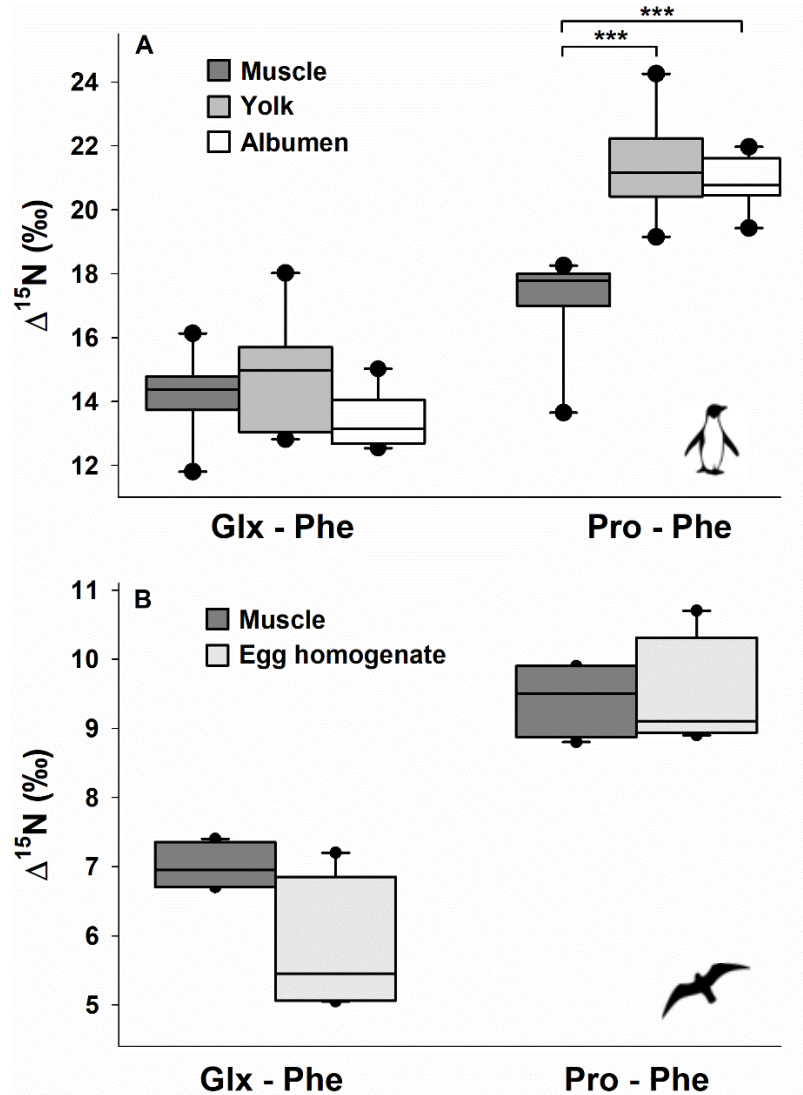 ***
***
A
Muscle
Yolk
Albumen
24
22
20
18
16
14
12
Δ15N (‰)
Glx - Phe
Pro - Phe
B
Muscle
Egg homogenate
11
10
9
8
7
6
5
Δ15N (‰)
Glx - Phe
Pro - Phe